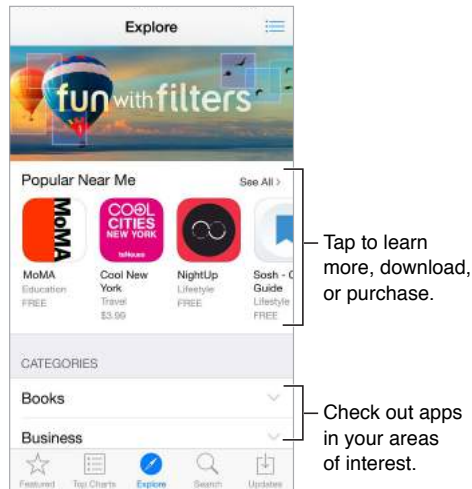 Explore
fun with filters
Popular Near Me
See All >
MoMA
COOL
CITIES
NEW YORK
teNeues
MoMA
Education
FREE
Cool New
York
Travel
$3.99
NightUp
Lifestyle
FREE
Sosh - C
Guide
Lifestyle
FREE
Tap to learn
more, download,
or purchase.
CATEGORIES
Books
Business
Check out apps
in your areas
of interest.
Featured
Top Charts
Explore
Search
Updates